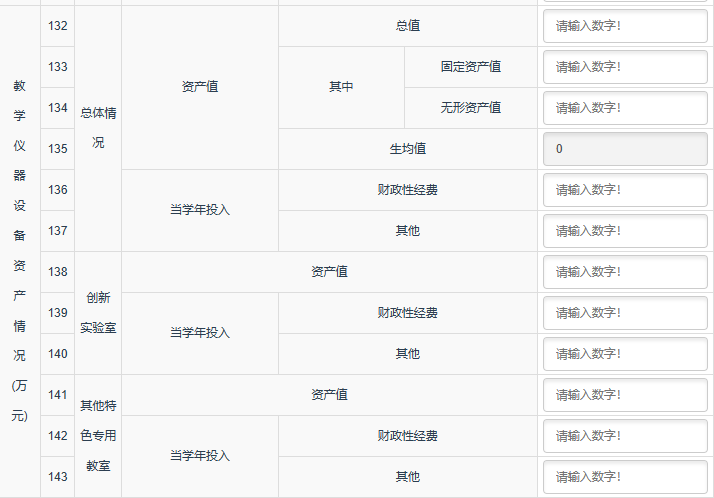 教学仪器设备资产情况(万元)
132
总体情况
资产值
总值
请输入数字!
133
其中
固定资产值
请输入数字!
134
无形资产值
请输入数字!
135
生均值
0
136
当学年投入
财政性经费
请输入数字!
137
其他
请输入数字!
138
创新
实验室
资产值
请输入数字!
139
当学年投入
财政性经费
请输入数字!
140
其他
请输入数字!
141
其他特
色专用
教室
资产值
请输入数字!
142
当学年投入
财政性经费
请输入数字!
143
其他
请输入数字!